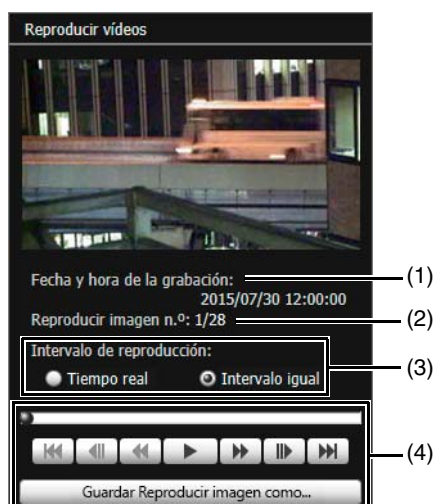 Reproducir vídeos
Fecha y hora de la grabación:
(1)
2015/07/30 12:00:00
Reproducir imagen n.º: 1/28
(2)
Intervalo de reproducción:
(3)
Tiempo real
Intervalo igual
(4)
Guardar Reproducir imagen como...